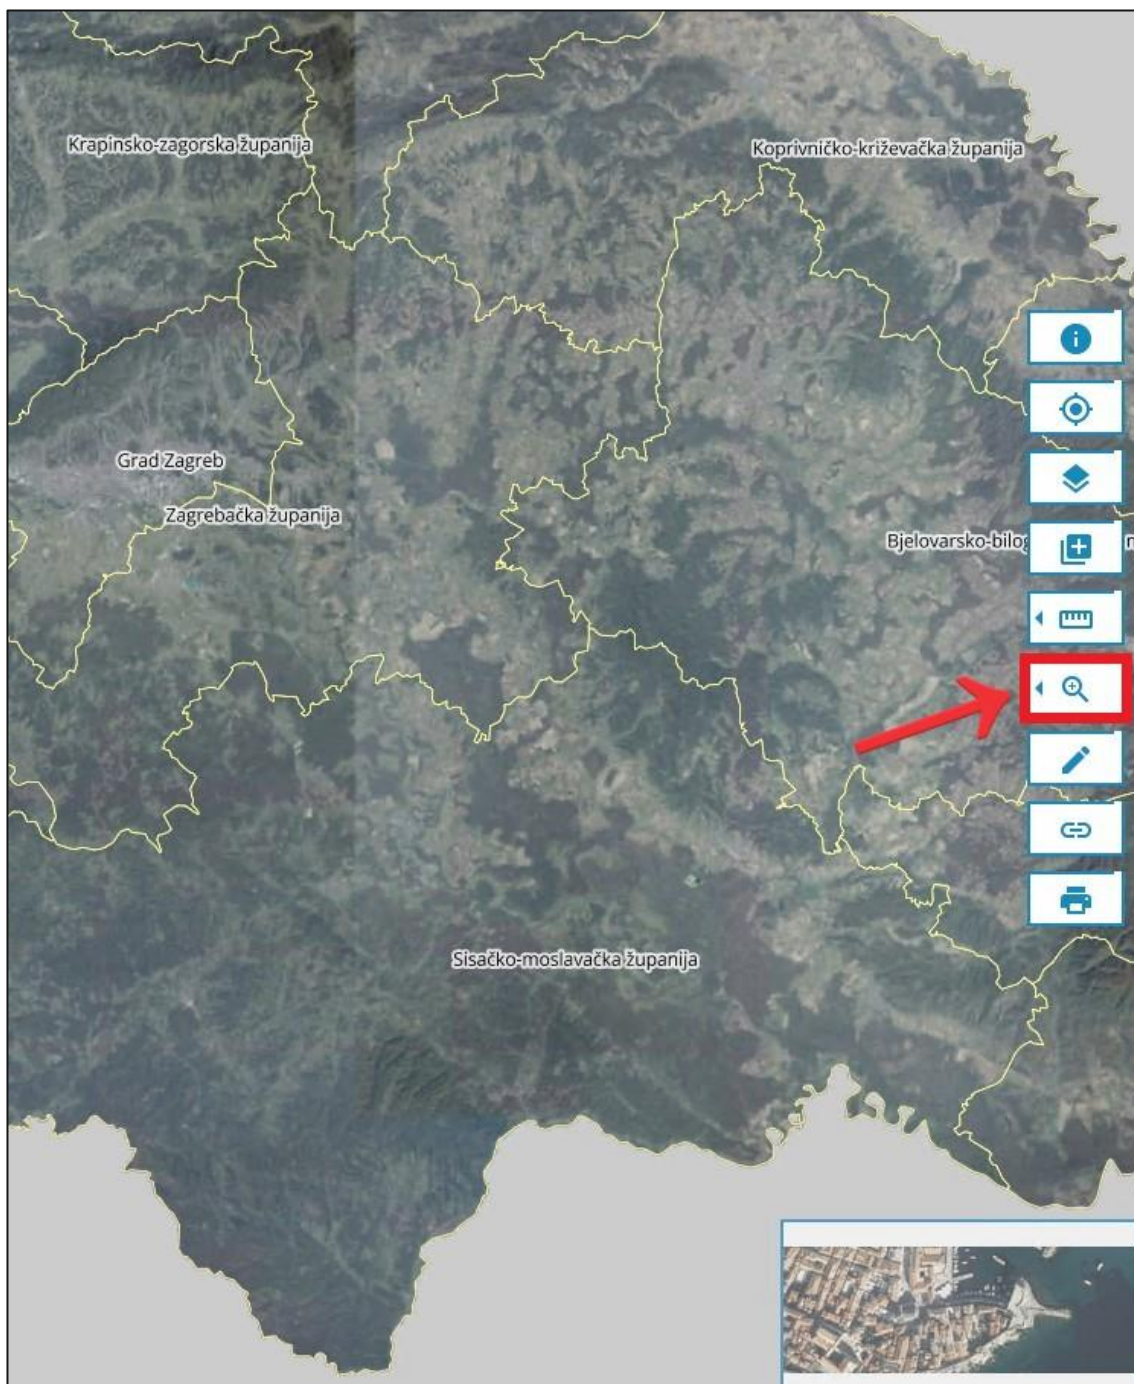 Krapinsko-zagorska županija
Koprivničko-križevačka županija
Grad Zagreb
Zagrebačka županija
Bjelovarsko-bilog
Sisačko-moslavačka županija